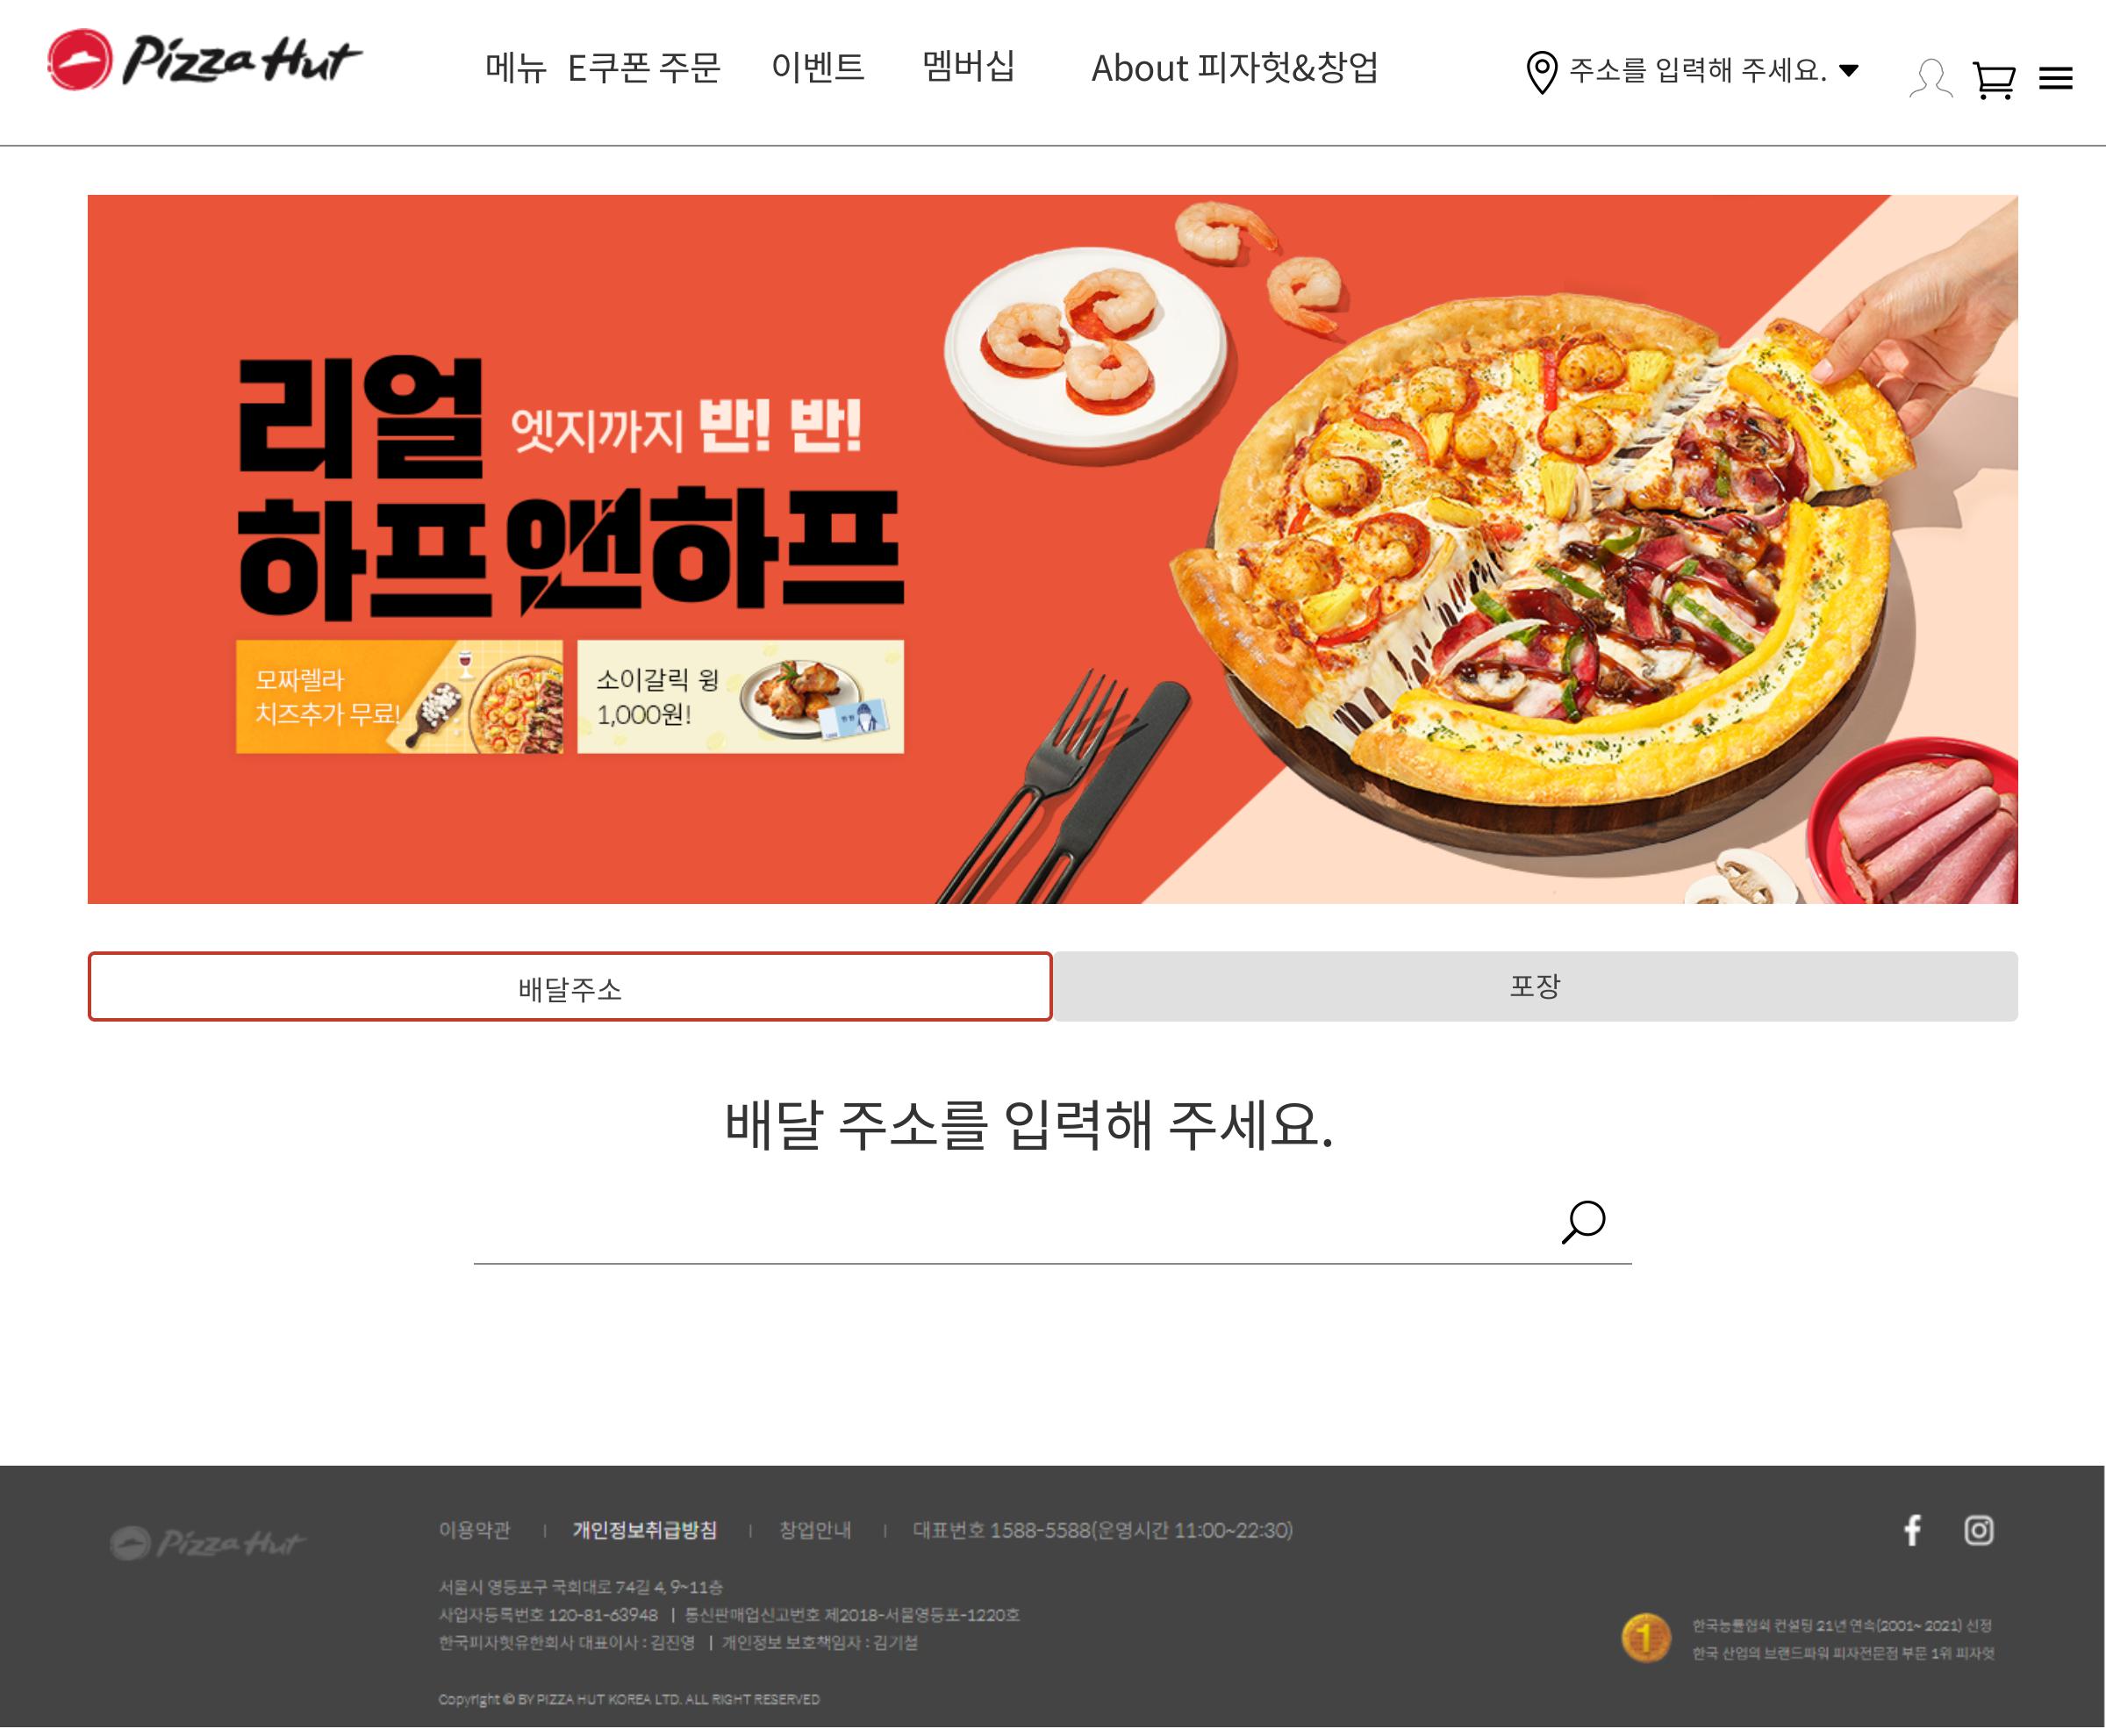 Pizza Hut
메뉴 E쿠폰 주문 이벤트 멤버십 About 피자헛&창업 주소를 입력해 주세요.
리얼 엣지까지 반! 반!
하프앤하프
모짜렐라
치즈추가 무료!
소이갈릭 윙
1,000원!
배달주소
포장
배달 주소를 입력해 주세요.
Pizza Hut
이용약관 | 개인정보취급방침 | 창업안내 | 대표번호 1588-5588(운영시간 11:00~22:30)
서울시 영등포구 국회대로 74길 4, 9~11층
사업자등록번호 120-81-63948 | 통신판매업신고번호 제2018-서울영등포-1220호
한국피자헛유한회사 대표이사 : 김진영 | 개인정보 보호책임자 : 김기철
Copyright © BY PIZZA HUT KOREA LTD. ALL RIGHT RESERVED
1
한국능률협회 컨설팅 21년 연속(2001~ 2021) 선정
한국 산업의 브랜드파워 피자전문점 부문 1위 피자헛